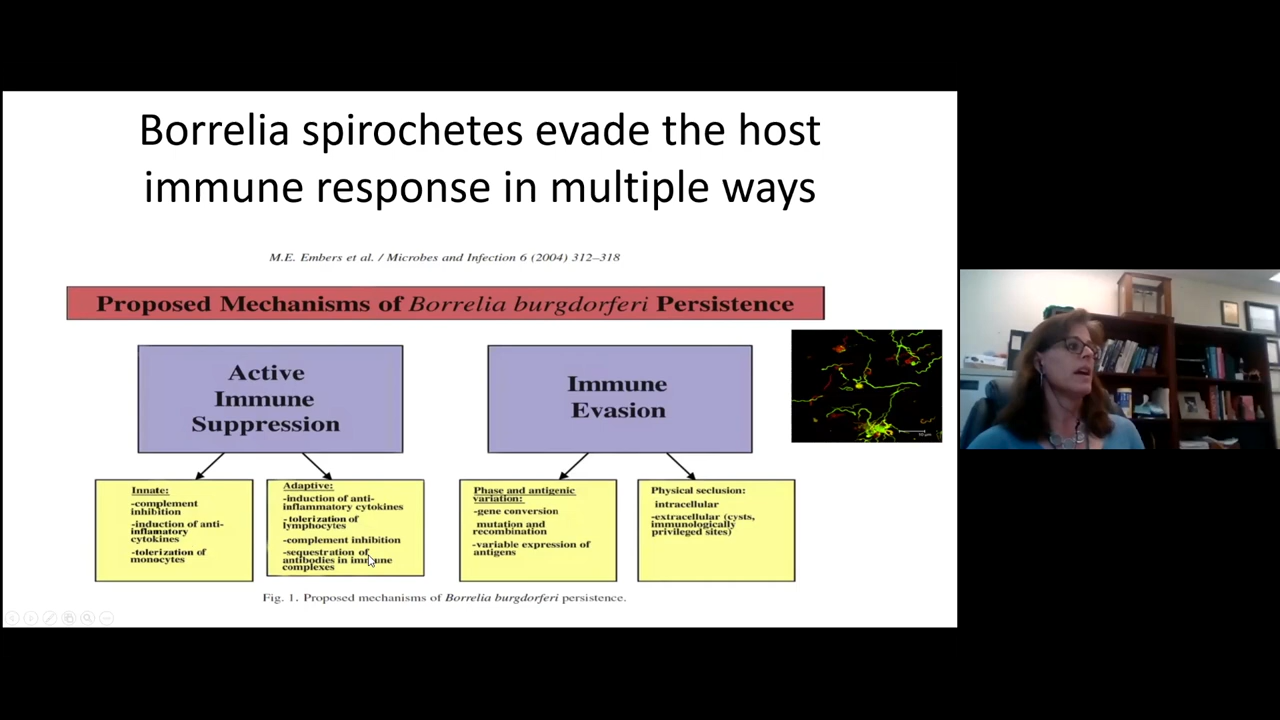 Borrelia spirochetes evade the host
immune response in multiple ways
M.E. Embers et al. / Microbes and Infection 6 (2004) 312–318
Proposed Mechanisms of Borrelia burgdorferi Persistence
Active
Immune
Suppression
Immune
Evasion
Innate:
-complement
inhibition
-induction of anti-
inflamatory
cytokines
-tolerization of
monocytes
Adaptive:
-induction of anti-
inflammatory cytokines
-tolerization of
lymphocytes
-complement inhibition
-sequestration of
antibodies in immune
complexes
Phase and antigenic
variation:
-gene conversion
mutation and
recombination
-variable expression of
antigens
Physical seclusion:
intracellular
-extracellular (cysts,
immunologically
privileged sites)
Fig. 1. Proposed mechanisms of Borrelia burgdorferi persistence.